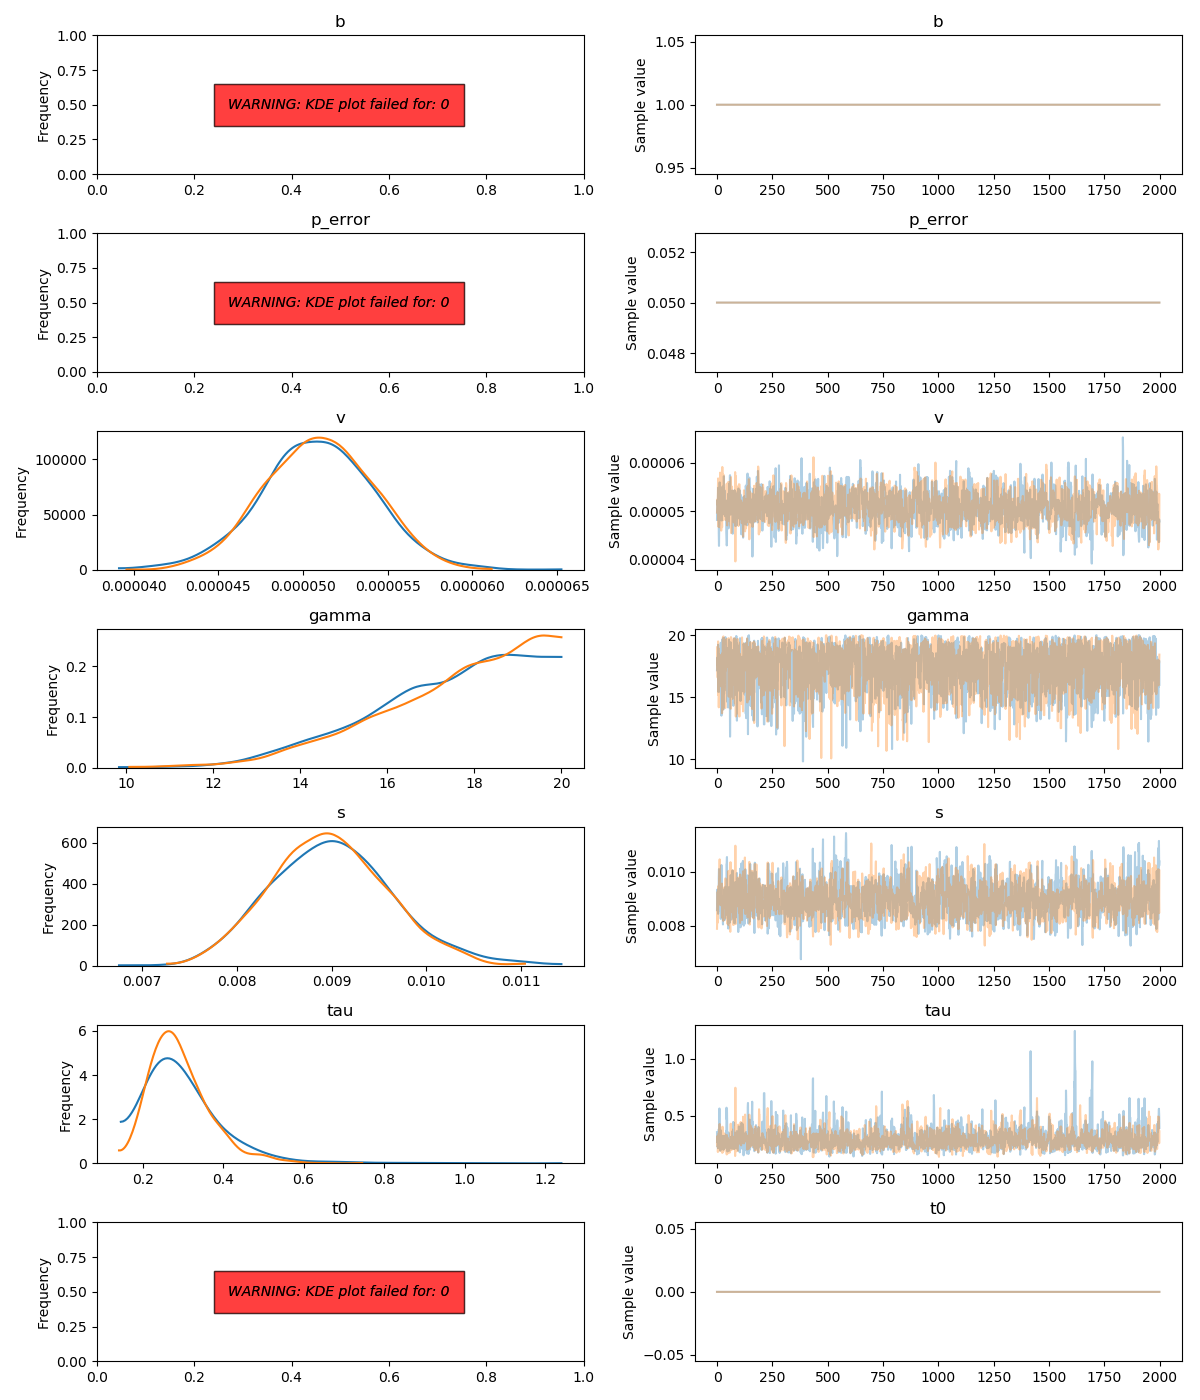 b
b
1.00
0.75
0.50
0.25
0.00
Frequency
WARNING: KDE plot failed for: 0
0.0 0.2 0.4 0.6 0.8 1.0
1.05
1.00
0.95
Sample value
0 250 500 750 1000 1250 1500 1750 2000
p_error
p_error
1.00
0.75
0.50
0.25
0.00
Frequency
WARNING: KDE plot failed for: 0
0.0 0.2 0.4 0.6 0.8 1.0
0.052
0.050
0.048
Sample value
0 250 500 750 1000 1250 1500 1750 2000
v
v
100000
50000
0
Frequency
0.000040 0.000045 0.000050 0.000055 0.000060 0.000065
0.00006
0.00005
0.00004
Sample value
0 250 500 750 1000 1250 1500 1750 2000
gamma
gamma
0.2
0.1
0.0
Frequency
10 12 14 16 18 20
20
15
10
Sample value
0 250 500 750 1000 1250 1500 1750 2000
s
s
600
400
200
0
Frequency
0.007 0.008 0.009 0.010 0.011
0.010
0.008
Sample value
0 250 500 750 1000 1250 1500 1750 2000
tau
tau
6
4
2
0
Frequency
0.2 0.4 0.6 0.8 1.0 1.2
1.0
0.5
Sample value
0 250 500 750 1000 1250 1500 1750 2000
t0
t0
1.00
0.75
0.50
0.25
0.00
Frequency
WARNING: KDE plot failed for: 0
0.0 0.2 0.4 0.6 0.8 1.0
0.05
0.00
−0.05
Sample value
0 250 500 750 1000 1250 1500 1750 2000